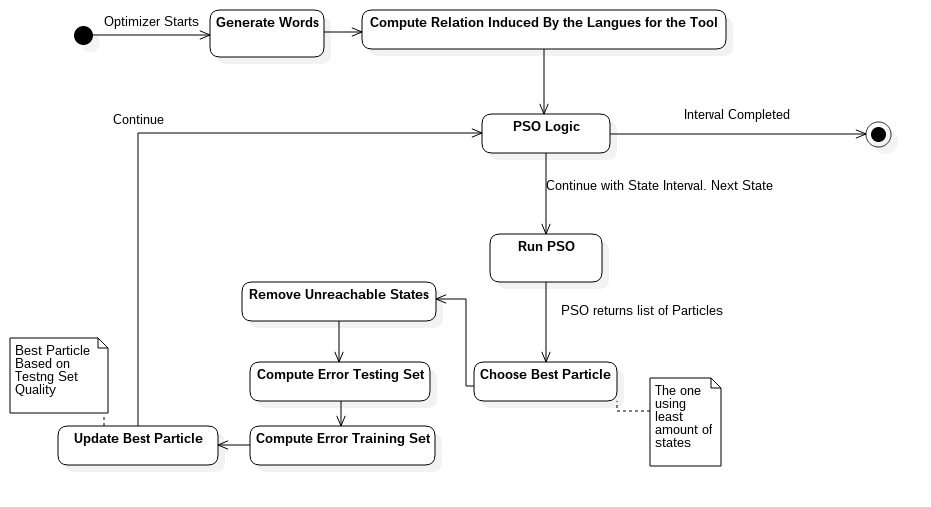 Optimizer Starts
Generate Words
Compute Relation Induced By the Langues for the Tool
Continue
PSO Logic
Interval Completed
Continue with State Interval. Next State
Run PSO
PSO returns list of Particles
Remove Unreachable States
Compute Error Testing Set
Choose Best Particle
Best Particle
Based on
Testng Set
Quality
The one
using
least
amount of
states
Update Best Particle
Compute Error Training Set